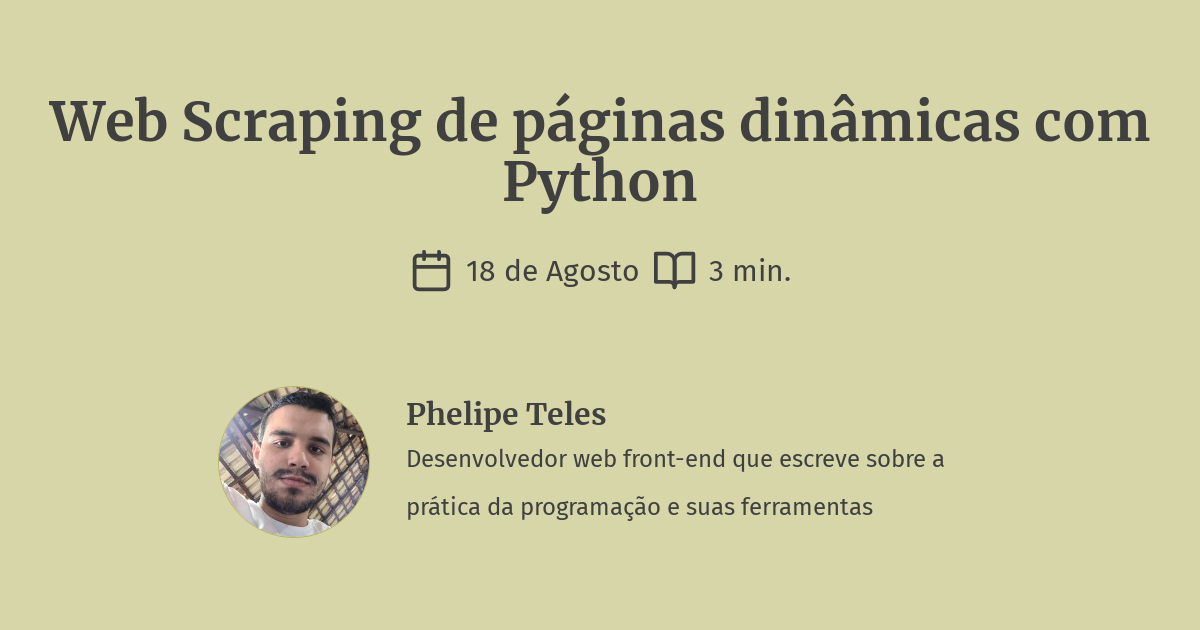 Web Scraping de páginas dinâmicas com
Python
18 de Agosto 3 min.
Phelipe Teles
Desenvolvedor web front-end que escreve sobre a
prática da programação e suas ferramentas